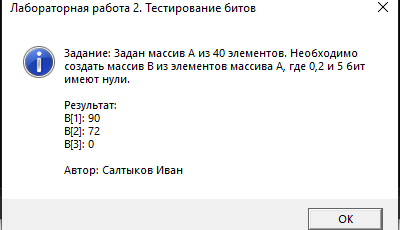 Лабораторная работа 2. Тестирование битов
Задание: Задан массив А из 40 элементов. Необходимо
создать массив В из элементов массива А, где 0,2 и 5 бит
имеют нули.
Результат:
B[1]: 90
B[2]: 72
B[3]: 0
Автор: Салтыков Иван
OK